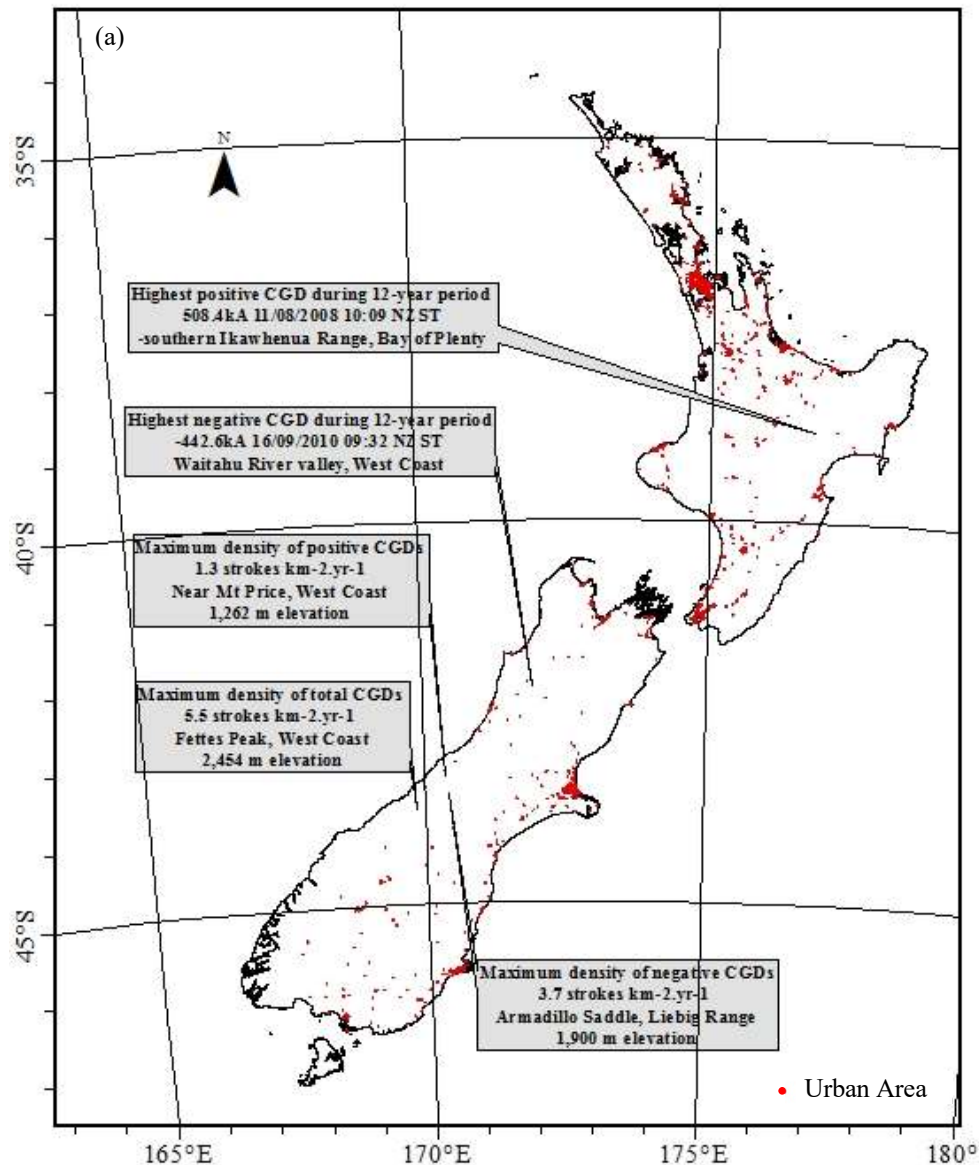 (a)
N
35°S
Highest positive CGD during 12-year period
508.4kA 11/08/2008 10:09 NZST
-southern Ikawhenua Range, Bay of Plenty
Highest negative CGD during 12-year period
-442.6kA 16/09/2010 09:32 NZST
Waitahu River valley, West Coast
40°S
Maximum density of positive CGDs
1.3 strokes km-2.yr-1
Near Mt Price, West Coast
1,262 m elevation
Maximum density of total CGDs
5.5 strokes km-2.yr-1
Fettes Peak, West Coast
2,454 m elevation
45°S
Maximum density of negative CGDs
3.7 strokes km-2.yr-1
Armadillo Saddle, Liebig Range
1,900 m elevation
Urban Area
165°E 170°E 175°E 180°